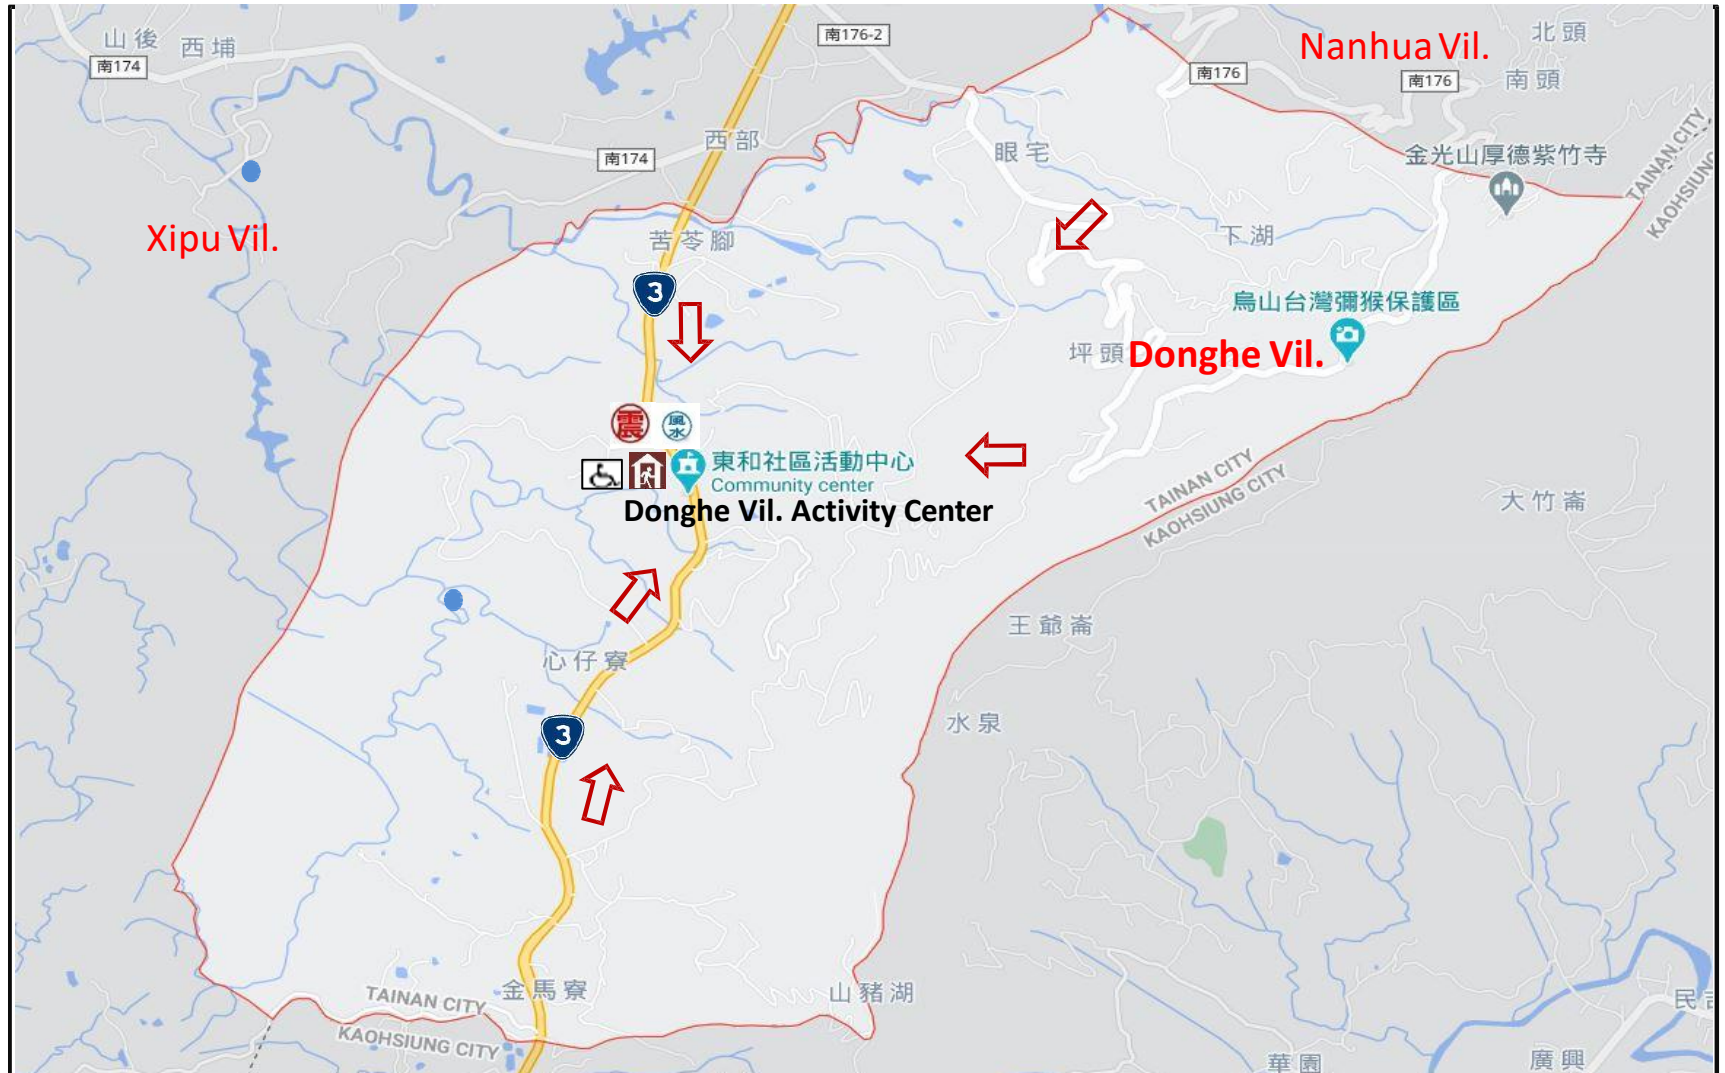 山後
西埔
南174
南176-2
Nanhua Vil.
北頭
南176
南176
南頭
西部
南174
眼宅
金光山厚德紫竹寺
TAINAN CITY
KAOHSIUNG
Xipu Vil.
苦苓腳
下湖
3
烏山台灣獼猴保護區
坪頭
Donghe Vil.
震
風水
東和社區活動中心
Community center
Donghe Vil. Activity Center
TAINAN CITY
KAOHSIUNG CITY
大竹崙
王爺崙
心仔寮
水泉
3
金馬寮
山豬湖
TAINAN CITY
KAOHSIUNG CITY
華園
廣興